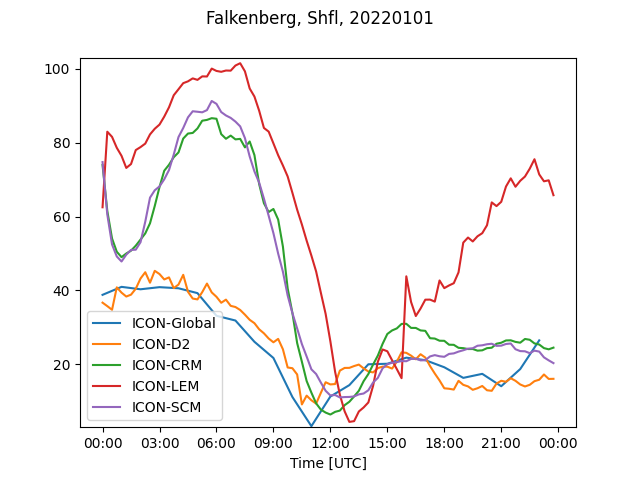 Falkenberg, Shfl, 20220101
100
80
60
40
20
ICON-Global
ICON-D2
ICON-CRM
ICON-LEM
ICON-SCM
00:00 03:00 06:00 09:00 12:00 15:00 18:00 21:00 00:00
Time [UTC]